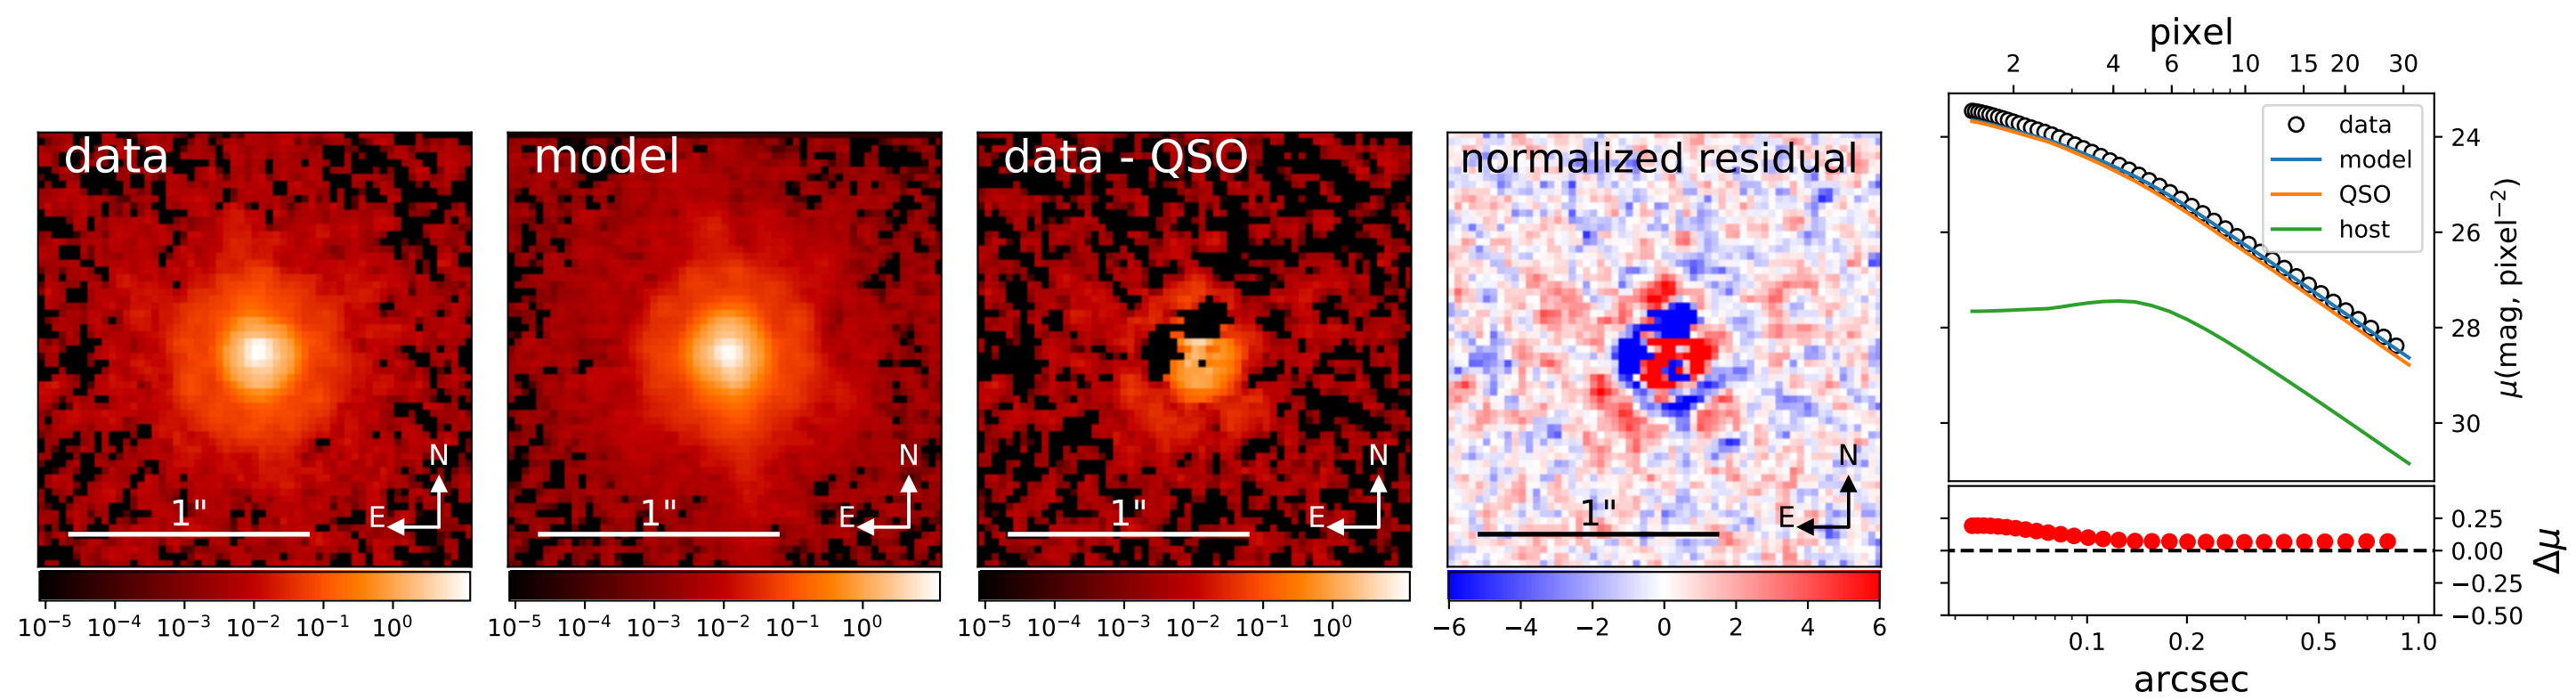 data
N
E
1"
10⁻⁵ 10⁻⁴ 10⁻³ 10⁻² 10⁻¹ 10⁰
model
N
E
1"
10⁻⁵ 10⁻⁴ 10⁻³ 10⁻² 10⁻¹ 10⁰
data - QSO
N
E
1"
10⁻⁵ 10⁻⁴ 10⁻³ 10⁻² 10⁻¹ 10⁰
normalized residual
N
E
1"
−6 −4 −2 0 2 4 6
pixel
2 4 6 10 15 20 30
data
model
QSO
host
24
26
28
30
μ(mag, pixel⁻²)
0.25
0.00
−0.25
−0.50
Δμ
0.1 0.2 0.5 1.0
arcsec